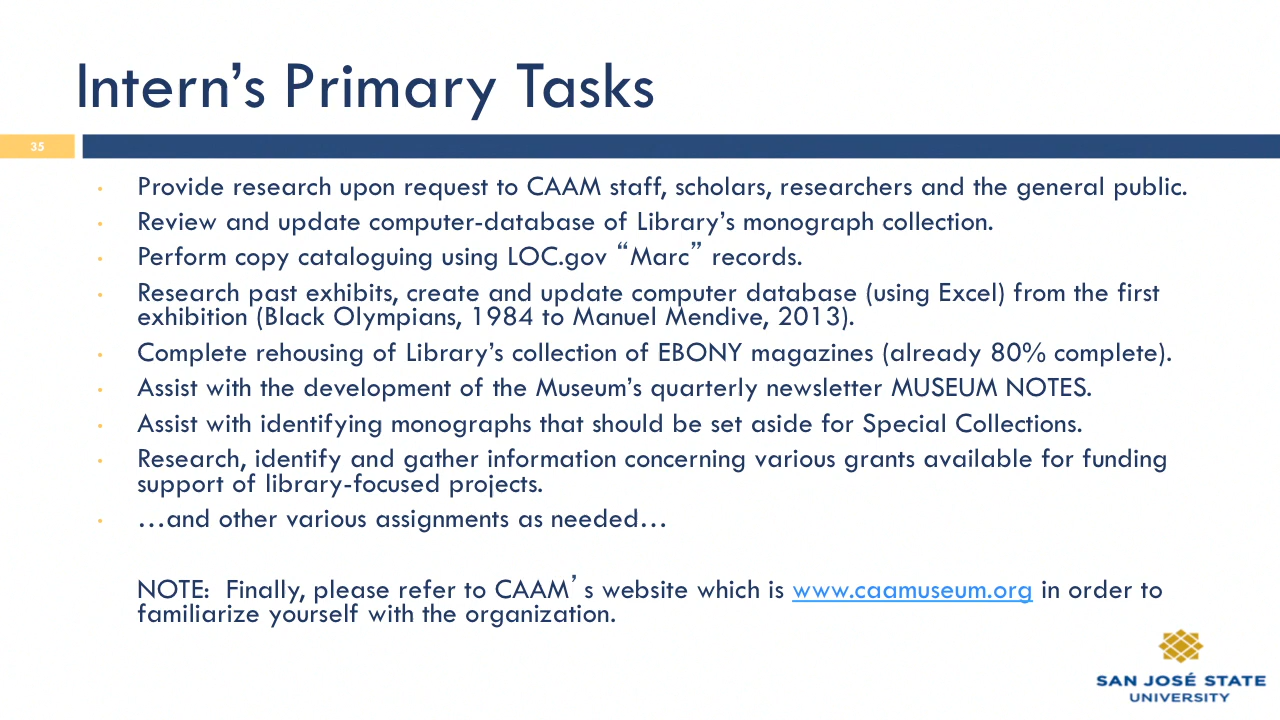 Intern’s Primary Tasks
35
• Provide research upon request to CAAM staff, scholars, researchers and the general public.
• Review and update computer-database of Library’s monograph collection.
• Perform copy cataloguing using LOC.gov “Marc” records.
• Research past exhibits, create and update computer database (using Excel) from the first
exhibition (Black Olympians, 1984 to Manuel Mendive, 2013).
• Complete rehousing of Library’s collection of EBONY magazines (already 80% complete).
• Assist with the development of the Museum’s quarterly newsletter MUSEUM NOTES.
• Assist with identifying monographs that should be set aside for Special Collections.
• Research, identify and gather information concerning various grants available for funding
support of library-focused projects.
• …and other various assignments as needed…
NOTE: Finally, please refer to CAAM’s website which is www.caamuseum.org in order to
familiarize yourself with the organization.
SAN JOSÉ STATE
UNIVERSITY